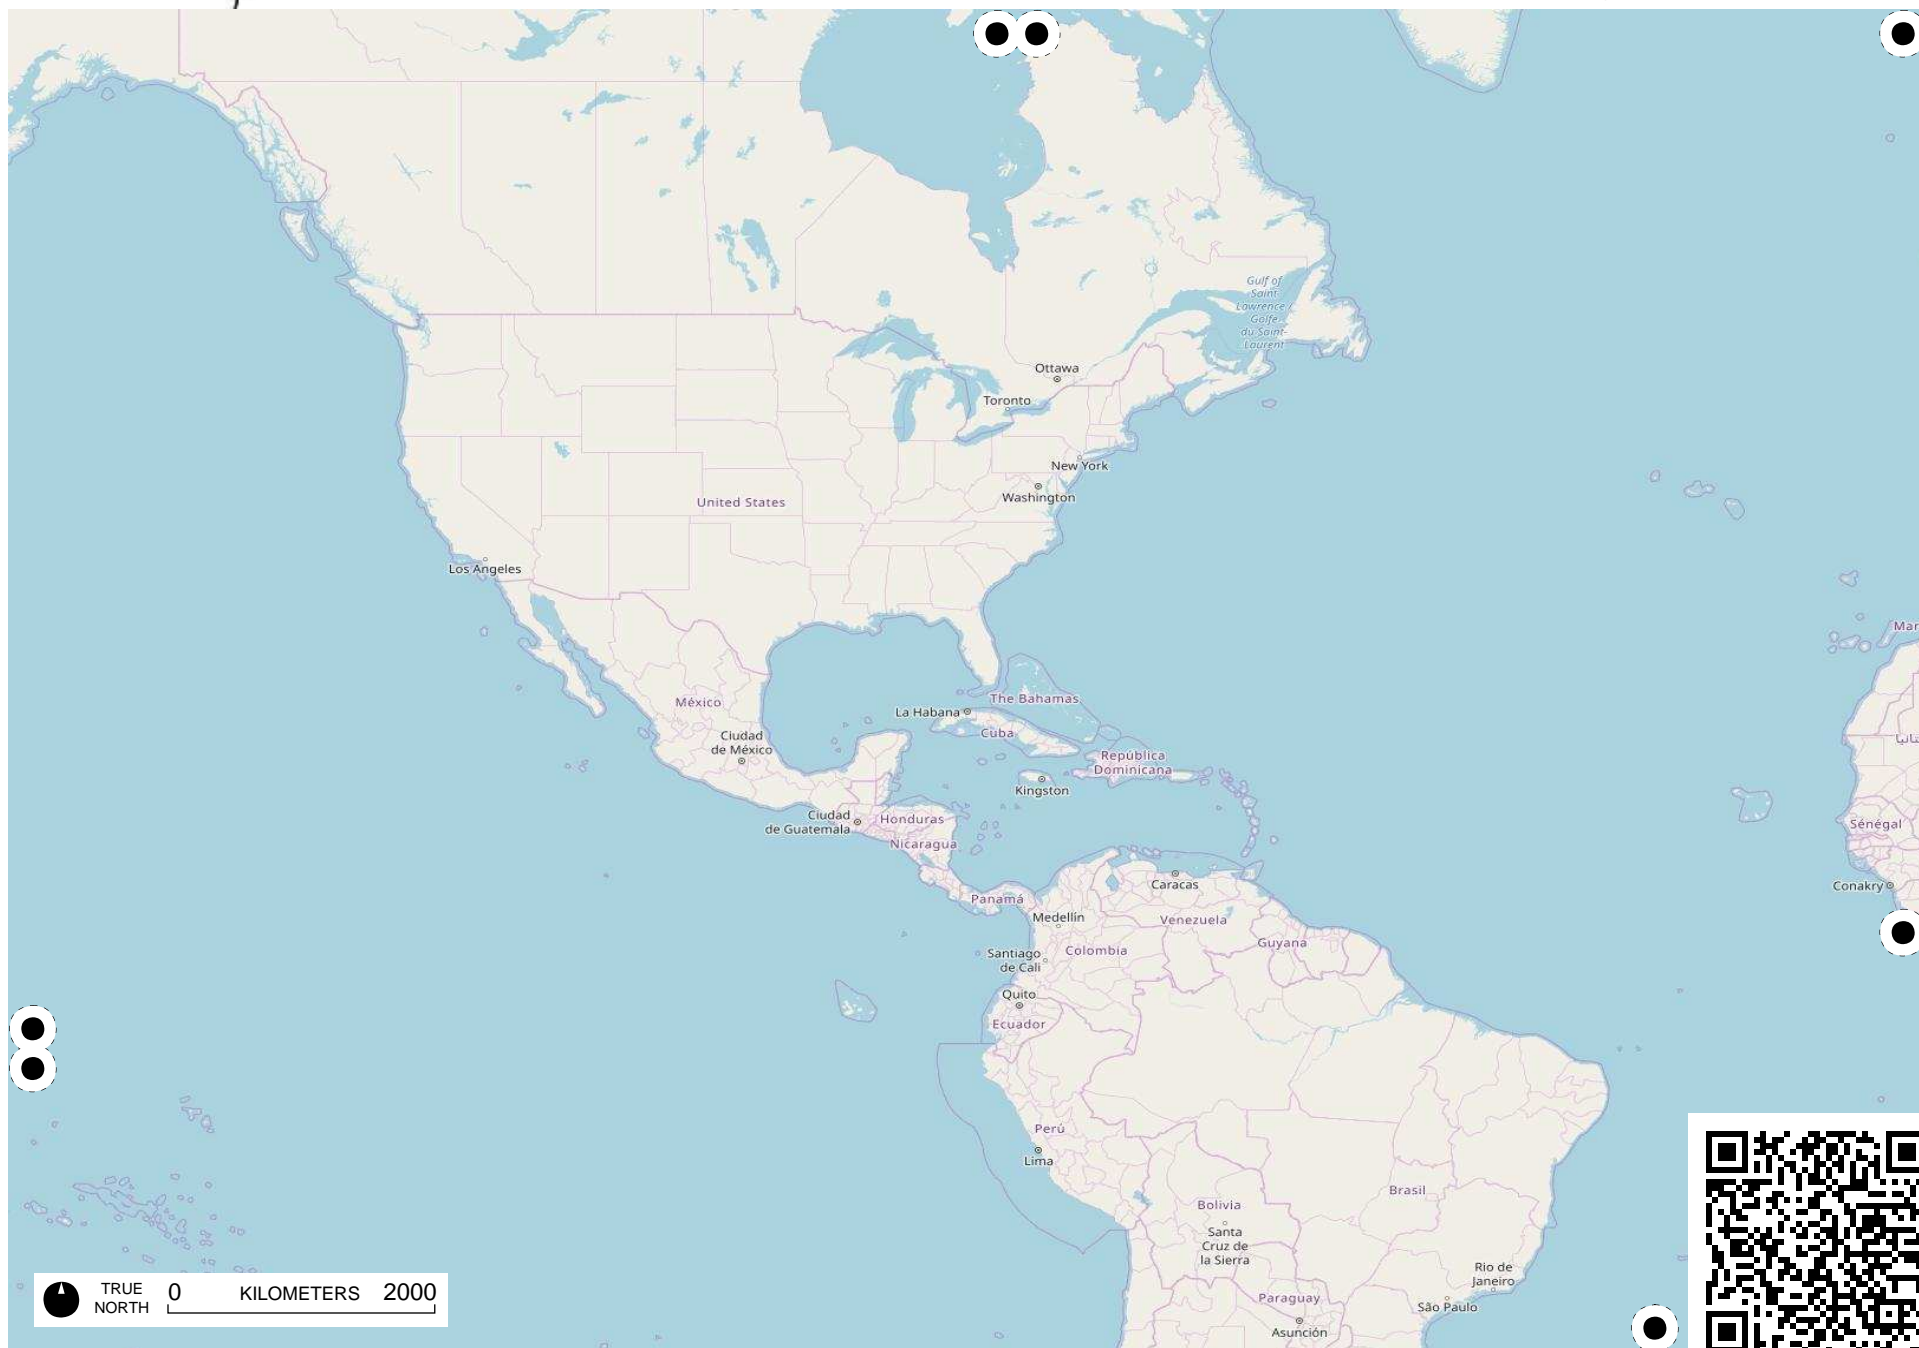 Gulf of
Saint
Lawrence /
Golfe
du Saint-
Laurent
Ottawa
Toronto
New York
Washington
United States
Los Angeles
México
Ciudad
de México
La Habana
The Bahamas
Cuba
República
Dominicana
Kingston
Ciudad
de Guatemala
Honduras
Nicaragua
Panamá
Caracas
Medellín
Venezuela
Guyana
Colombia
Santiago
de Cali
Quito
Ecuador
Mar
Sénégal
Conakry
Perú
Lima
Brasil
Bolivia
Santa
Cruz de
la Sierra
Rio de
Janeiro
São Paulo
Paraguay
Asunción
TRUE
NORTH
0 KILOMETERS 2000